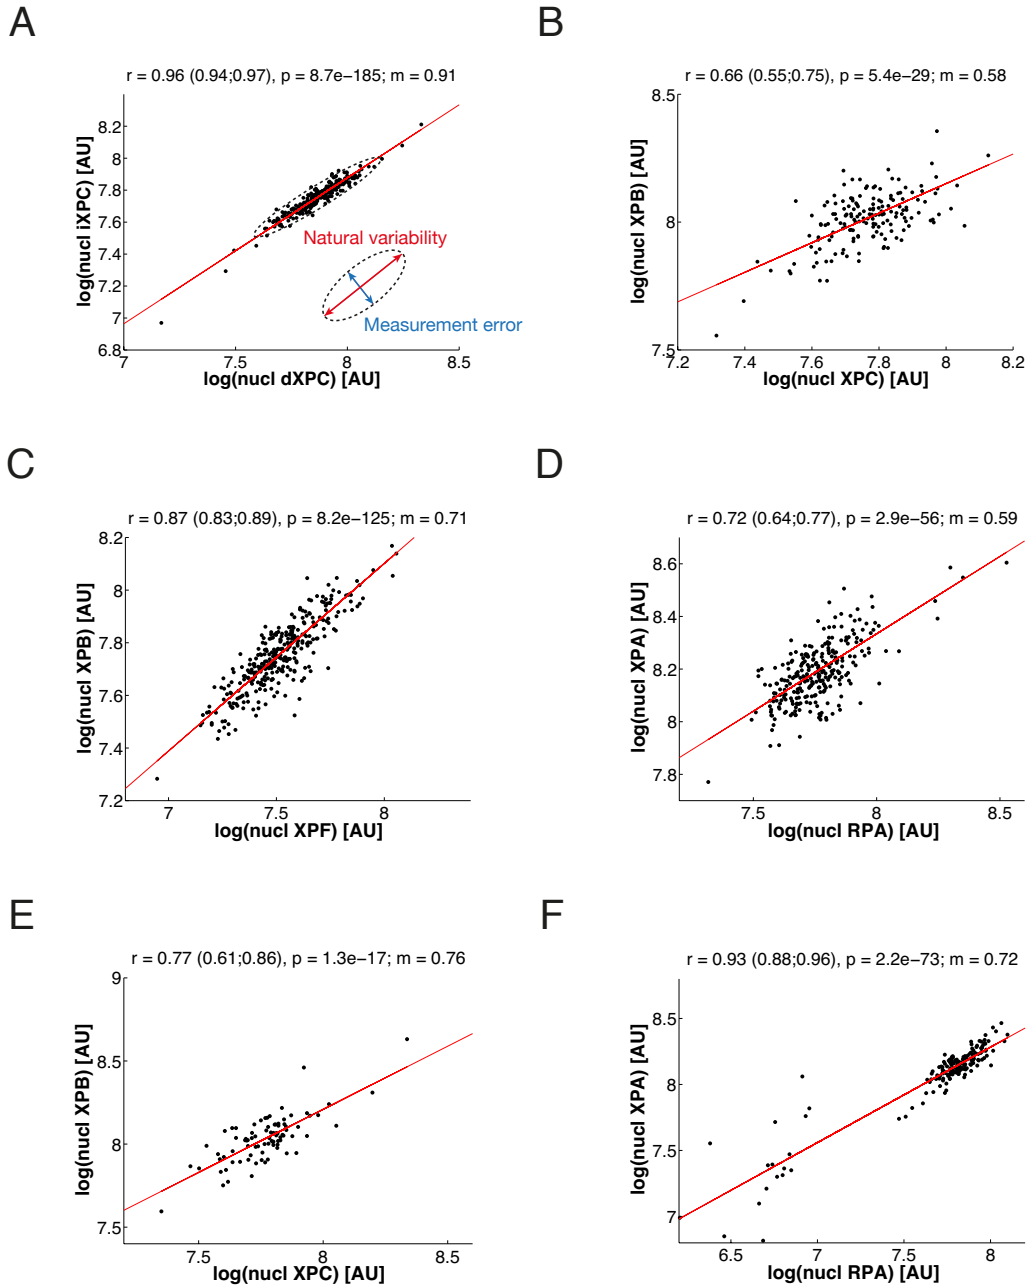 A
r = 0.96 (0.94;0.97), p = 8.7e−185; m = 0.91
log(nucl iXPC) [AU]
8.2
8
7.8
7.6
7.4
7.2
7
6.8
Natural variability
Measurement error
7 7.5 8 8.5
log(nucl dXPC) [AU]
B
r = 0.66 (0.55;0.75), p = 5.4e−29; m = 0.58
log(nucl XPB) [AU]
8.5
8
7.5
7.2 7.4 7.6 7.8 8 8.2
log(nucl XPC) [AU]
C
r = 0.87 (0.83;0.89), p = 8.2e−125; m = 0.71
log(nucl XPB) [AU]
8.2
8
7.8
7.6
7.4
7.2
7 7.5 8
log(nucl XPF) [AU]
D
r = 0.72 (0.64;0.77), p = 2.9e−56; m = 0.59
log(nucl XPA) [AU]
8.6
8.4
8.2
8
7.8
7.5 8 8.5
log(nucl RPA) [AU]
E
r = 0.77 (0.61;0.86), p = 1.3e−17; m = 0.76
log(nucl XPB) [AU]
9
8.5
8
7.5
7.5 8 8.5
log(nucl XPC) [AU]
F
r = 0.93 (0.88;0.96), p = 2.2e−73; m = 0.72
log(nucl XPA) [AU]
8.5
8
7.5
7
6.5 7 7.5 8
log(nucl RPA) [AU]